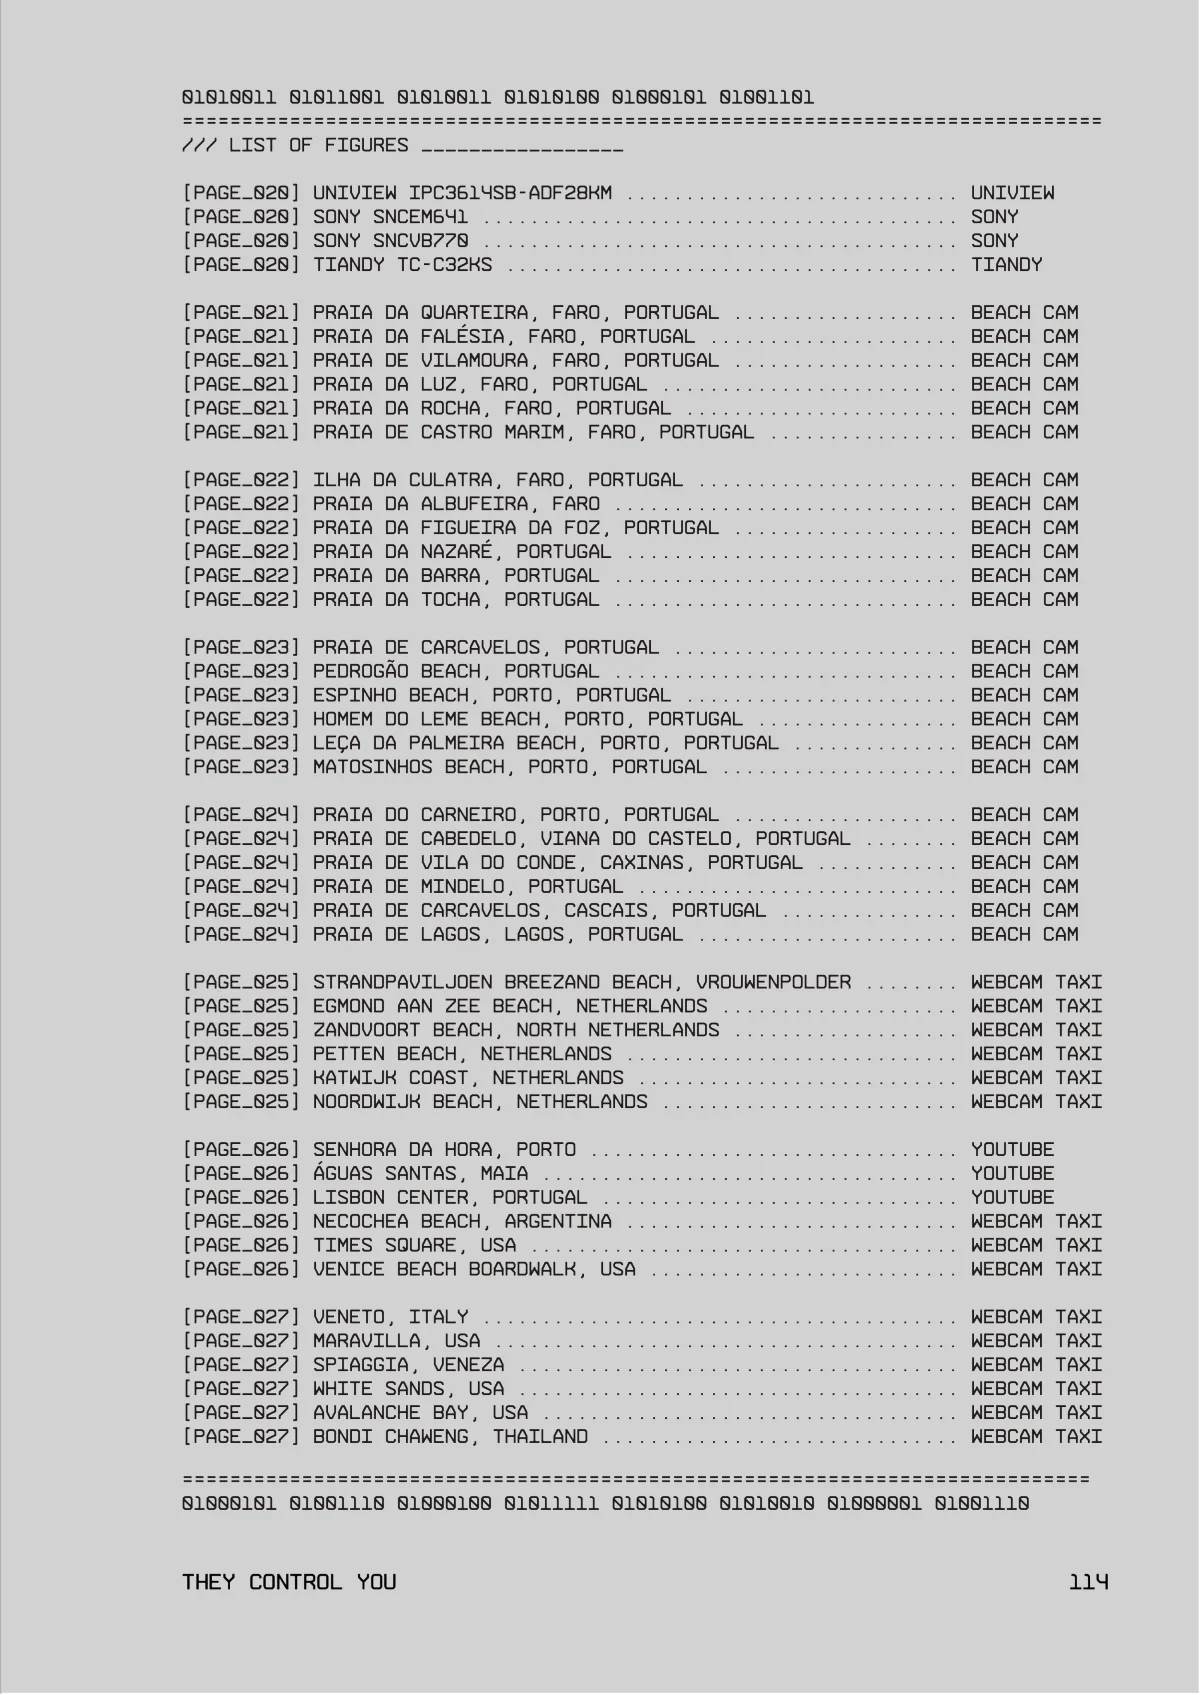 01010011 01011001 01010011 01010100 01000101 01001101
=============================================================================
/// LIST OF FIGURES _________________
[PAGE_020] UNIVIEW IPC3614SB-ADF28KM ............................ UNIVIEW
[PAGE_020] SONY SNCEM641 ........................................ SONY
[PAGE_020] SONY SNCVB770 ........................................ SONY
[PAGE_020] TIANDY TC-C32KS ...................................... TIANDY
[PAGE_021] PRAIA DA QUARTEIRA, FARO, PORTUGAL ................... BEACH CAM
[PAGE_021] PRAIA DA FALÉSIA, FARO, PORTUGAL ..................... BEACH CAM
[PAGE_021] PRAIA DE VILAMOURA, FARO, PORTUGAL ................... BEACH CAM
[PAGE_021] PRAIA DA LUZ, FARO, PORTUGAL ......................... BEACH CAM
[PAGE_021] PRAIA DA ROCHA, FARO, PORTUGAL ....................... BEACH CAM
[PAGE_021] PRAIA DE CASTRO MARIM, FARO, PORTUGAL ................ BEACH CAM
[PAGE_022] ILHA DA CULATRA, FARO, PORTUGAL ...................... BEACH CAM
[PAGE_022] PRAIA DA ALBUFEIRA, FARO ............................. BEACH CAM
[PAGE_022] PRAIA DA FIGUEIRA DA FOZ, PORTUGAL ................... BEACH CAM
[PAGE_022] PRAIA DA NAZARÉ, PORTUGAL ............................ BEACH CAM
[PAGE_022] PRAIA DA BARRA, PORTUGAL ............................. BEACH CAM
[PAGE_022] PRAIA DA TOCHA, PORTUGAL ............................. BEACH CAM
[PAGE_023] PRAIA DE CARCAVELOS, PORTUGAL ........................ BEACH CAM
[PAGE_023] PEDROGÃO BEACH, PORTUGAL ............................. BEACH CAM
[PAGE_023] ESPINHO BEACH, PORTO, PORTUGAL ....................... BEACH CAM
[PAGE_023] HOMEM DO LEME BEACH, PORTO, PORTUGAL ................. BEACH CAM
[PAGE_023] LEÇA DA PALMEIRA BEACH, PORTO, PORTUGAL .............. BEACH CAM
[PAGE_023] MATOSINHOS BEACH, PORTO, PORTUGAL .................... BEACH CAM
[PAGE_024] PRAIA DO CARNEIRO, PORTO, PORTUGAL ................... BEACH CAM
[PAGE_024] PRAIA DE CABEDELO, VIANA DO CASTELO, PORTUGAL ........ BEACH CAM
[PAGE_024] PRAIA DE VILA DO CONDE, CAXINAS, PORTUGAL ............ BEACH CAM
[PAGE_024] PRAIA DE MINDELO, PORTUGAL ........................... BEACH CAM
[PAGE_024] PRAIA DE CARCAVELOS, CASCAIS, PORTUGAL ............... BEACH CAM
[PAGE_024] PRAIA DE LAGOS, LAGOS, PORTUGAL ...................... BEACH CAM
[PAGE_025] STRANDPAVILJOEN BREEZAND BEACH, VROUWENPOLDER ........ WEBCAM TAXI
[PAGE_025] EGMOND AAN ZEE BEACH, NETHERLANDS .................... WEBCAM TAXI
[PAGE_025] ZANDVOORT BEACH, NORTH NETHERLANDS ................... WEBCAM TAXI
[PAGE_025] PETTEN BEACH, NETHERLANDS ............................ WEBCAM TAXI
[PAGE_025] KATWIJK COAST, NETHERLANDS ........................... WEBCAM TAXI
[PAGE_025] NOORDWIJK BEACH, NETHERLANDS ......................... WEBCAM TAXI
[PAGE_026] SENHORA DA HORA, PORTO ............................... YOUTUBE
[PAGE_026] ÁGUAS SANTAS, MAIA ................................... YOUTUBE
[PAGE_026] LISBON CENTER, PORTUGAL .............................. YOUTUBE
[PAGE_026] NECOCHEA BEACH, ARGENTINA ............................ WEBCAM TAXI
[PAGE_026] TIMES SQUARE, USA .................................... WEBCAM TAXI
[PAGE_026] VENICE BEACH BOARDWALK, USA .......................... WEBCAM TAXI
[PAGE_027] VENETO, ITALY ........................................ WEBCAM TAXI
[PAGE_027] MARAVILLA, USA ....................................... WEBCAM TAXI
[PAGE_027] SPIAGGIA, VENEZA ..................................... WEBCAM TAXI
[PAGE_027] WHITE SANDS, USA ..................................... WEBCAM TAXI
[PAGE_027] AVALANCHE BAY, USA ................................... WEBCAM TAXI
[PAGE_027] BONDI CHAWENG, THAILAND .............................. WEBCAM TAXI
============================================================================
01000101 01001110 01000100 01011111 01010100 01010010 01000001 01001110
THEY CONTROL YOU 114